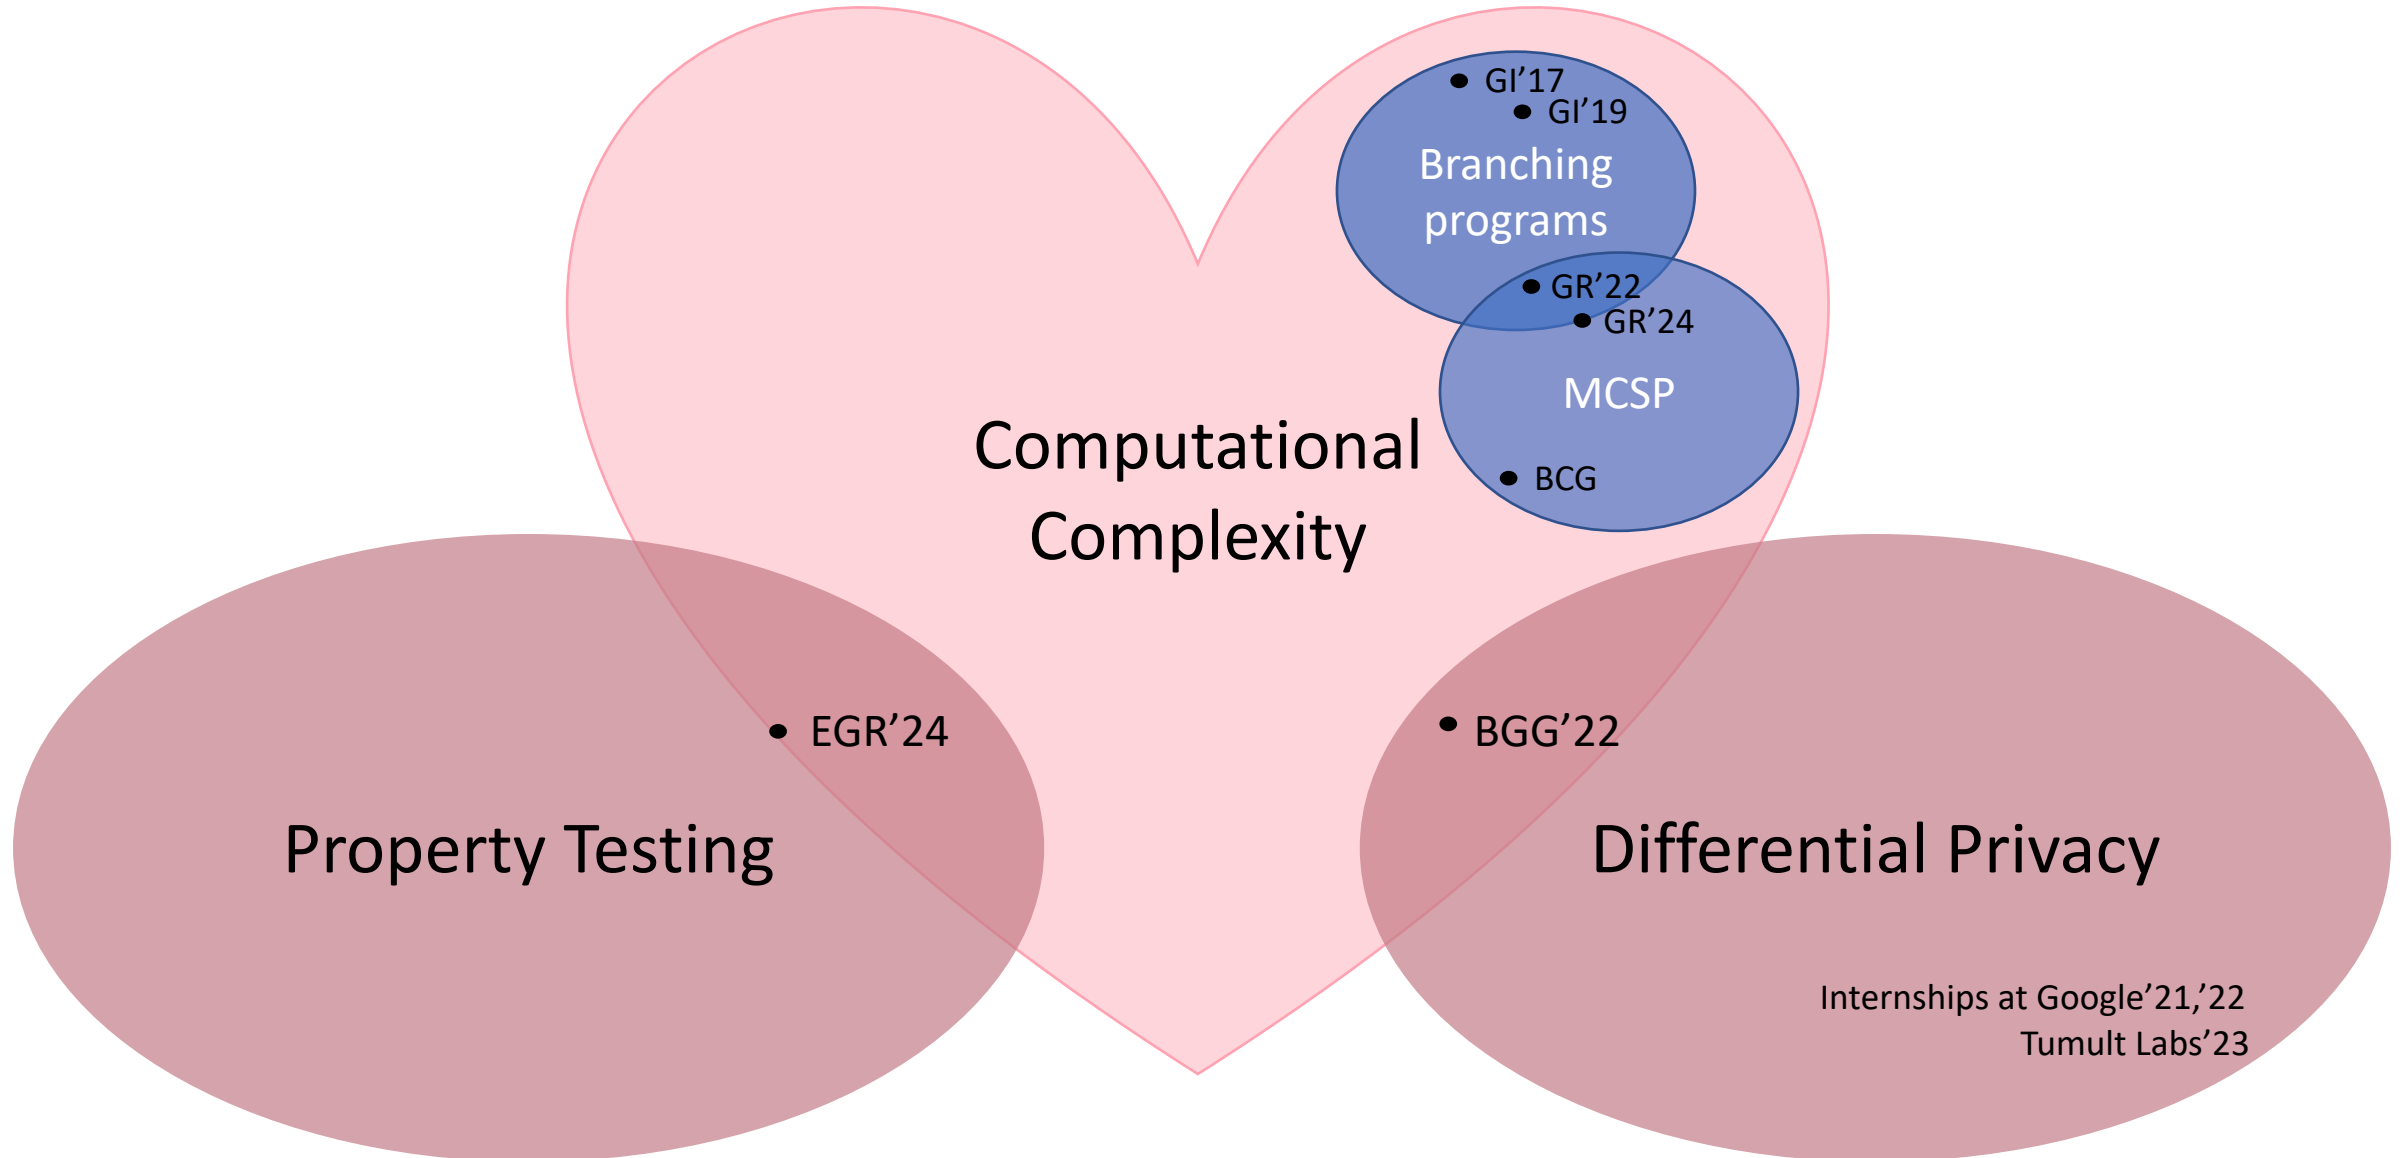 GI’17
GI’19
Branching
programs
GR’22
GR’24
MCSP
BCG
Computational
Complexity
EGR’24
BGG’22
Property Testing
Differential Privacy
Internships at Google’21,’22
Tumult Labs’23